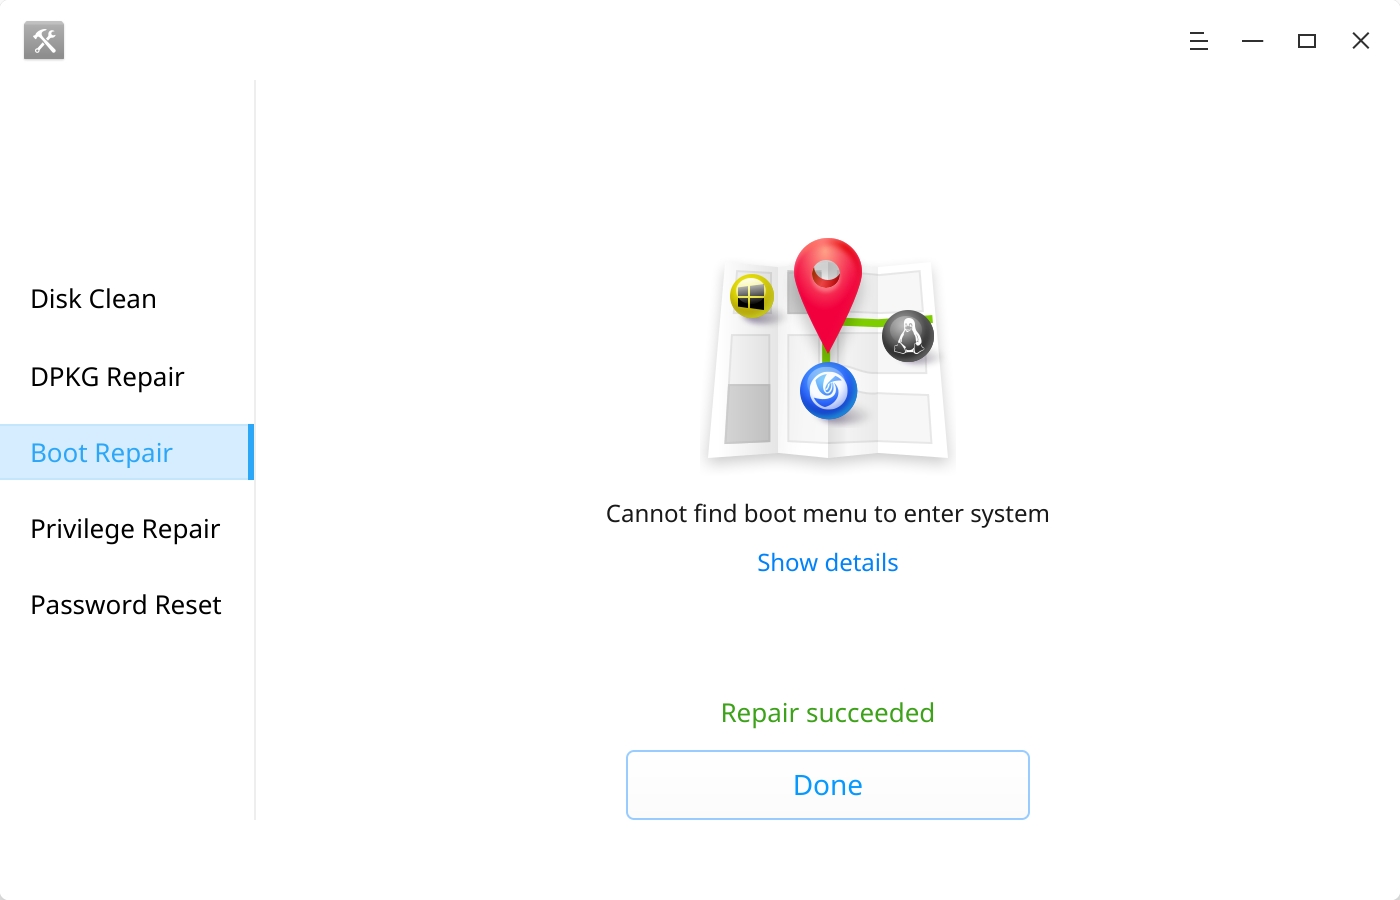 Disk Clean
DPKG Repair
Boot Repair
Privilege Repair
Password Reset
Cannot find boot menu to enter system
Show details
Repair succeeded
Done